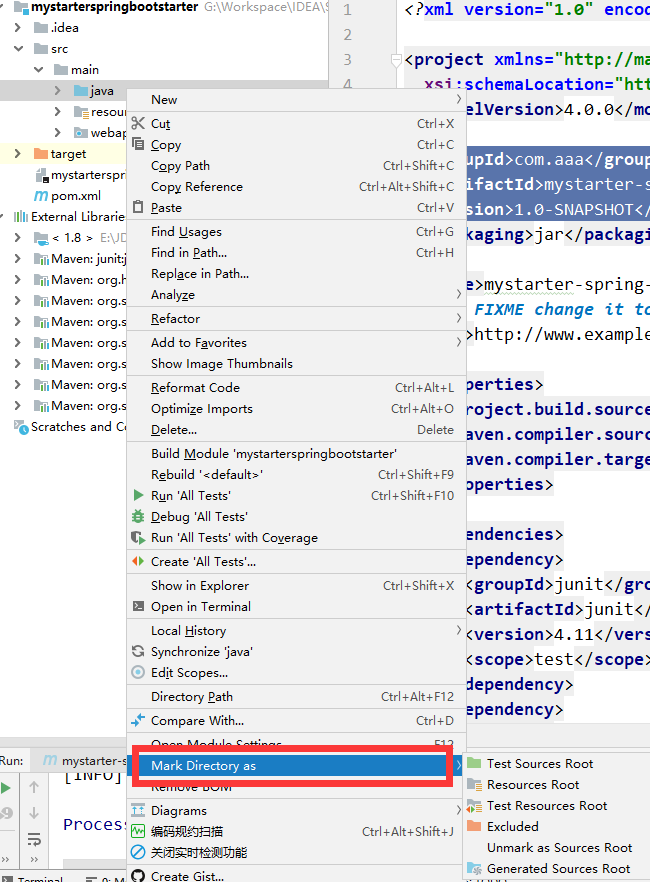 mystarterspringbootstarter G:\Workspace\IDEA\S
.idea
src
main
java
resou
webap
target
mystarterspri
pom.xml
External Librarie
< 1.8 > E:\JD
Maven: junit:j
Maven: org.h
Maven: org.s
Maven: org.s
Maven: org.s
Maven: org.s
Maven: org.s
Maven: org.s
Scratches and Co
1
2
3
4
<?xml version="1.0" encod
<project xmlns="http://ma
xsi:schemaLocation="htt
elVersion>4.0.0</mo
upId>com.aaa</group
ifactId>mystarter-s
sion>1.0-SNAPSHOT</
kaging>jar</packagi
e>mystarter-spring-
FIXME change it to
>http://www.example
perties>
roject.build.source
aven.compiler.sourc
aven.compiler.targe
operties>
endencies>
ependency>
<groupId>junit</gro
<artifactId>junit</
<version>4.11</vers
<scope>test</scope>
dependency>
ependency>
New
Cut Ctrl+X
Copy Ctrl+C
Copy Path Ctrl+Shift+C
Copy Reference Ctrl+Alt+Shift+C
Paste Ctrl+V
Find Usages Ctrl+G
Find in Path... Ctrl+H
Replace in Path...
Analyze
Refactor
Add to Favorites
Show Image Thumbnails
Reformat Code Ctrl+Alt+L
Optimize Imports Ctrl+Alt+O
Delete... Delete
Build Module 'mystarterspringbootstarter'
Rebuild '<default>' Ctrl+Shift+F9
Run 'All Tests' Ctrl+Shift+F10
Debug 'All Tests'
Run 'All Tests' with Coverage
Create 'All Tests'...
Show in Explorer Ctrl+Shift+X
Open in Terminal
Local History
Synchronize 'java'
Edit Scopes...
Directory Path Ctrl+Alt+F12
Compare With... Ctrl+D
Open Module Settings F12
Mark Directory as
Remove BOM
Diagrams
编码规约扫描 Ctrl+Alt+Shift+J
关闭实时检测功能
Create Gist...
Test Sources Root
Resources Root
Test Resources Root
Excluded
Unmark as Sources Root
Generated Sources Root
Run: mystarter-s
[INFO]
Process
Terminal